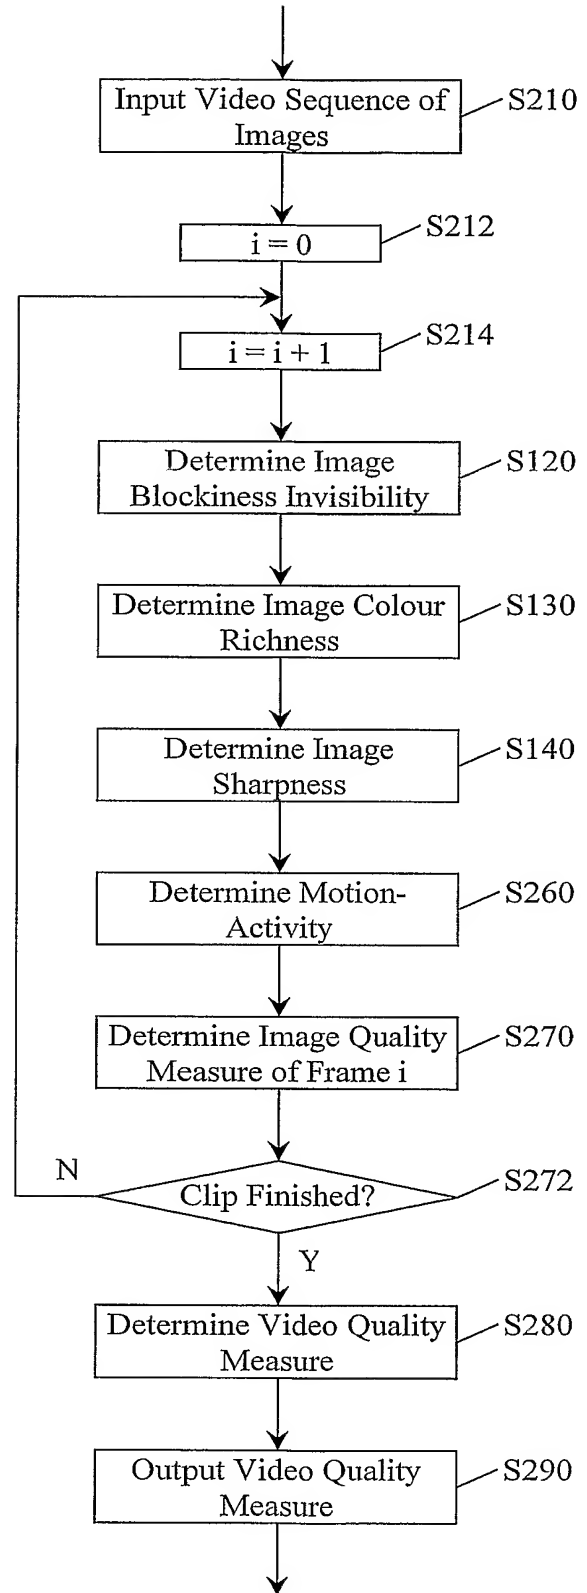 Input Video Sequence of
Images
S210
i = 0
S212
i = i + 1
S214
Determine Image
Blockiness Invisibility
S120
Determine Image Colour
Richness
S130
Determine Image
Sharpness
S140
Determine Motion-
Activity
S260
Determine Image Quality
Measure of Frame i
S270
N
Clip Finished?
S272
Y
Determine Video Quality
Measure
S280
Output Video Quality
Measure
S290